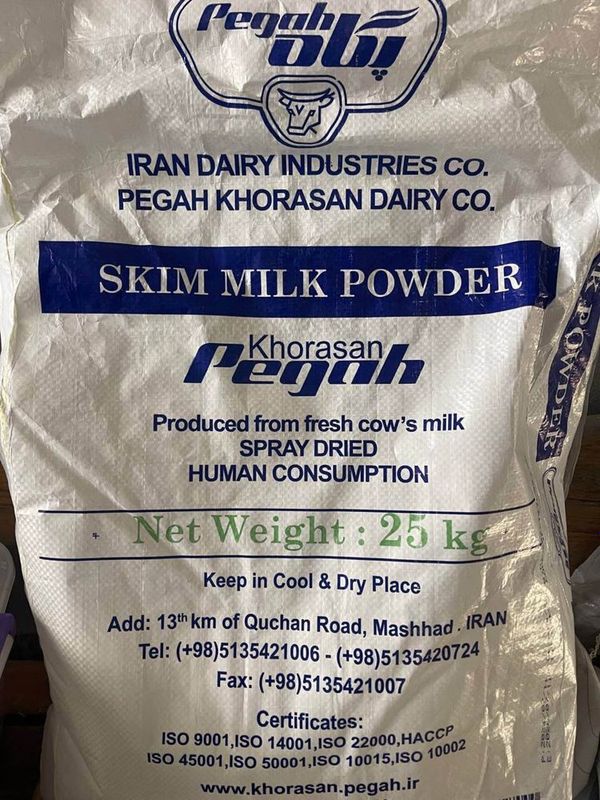 Pegah
پگاه
IRAN DAIRY INDUSTRIES CO.
PEGAH KHORASAN DAIRY CO.
SKIM MILK POWDER
K POWDER
Khorasan
Pegah
Produced from fresh cow's milk
SPRAY DRIED
HUMAN CONSUMPTION
Net Weight : 25 kg
Keep in Cool & Dry Place
Add: 13th km of Quchan Road, Mashhad . IRAN
Tel: (+98)5135421006 - (+98)5135420724
Fax: (+98)5135421007
Certificates:
ISO 9001,ISO 14001,ISO 22000,HACCP
ISO 45001,ISO 50001,ISO 10015,ISO 10002
www.khorasan.pegah.ir